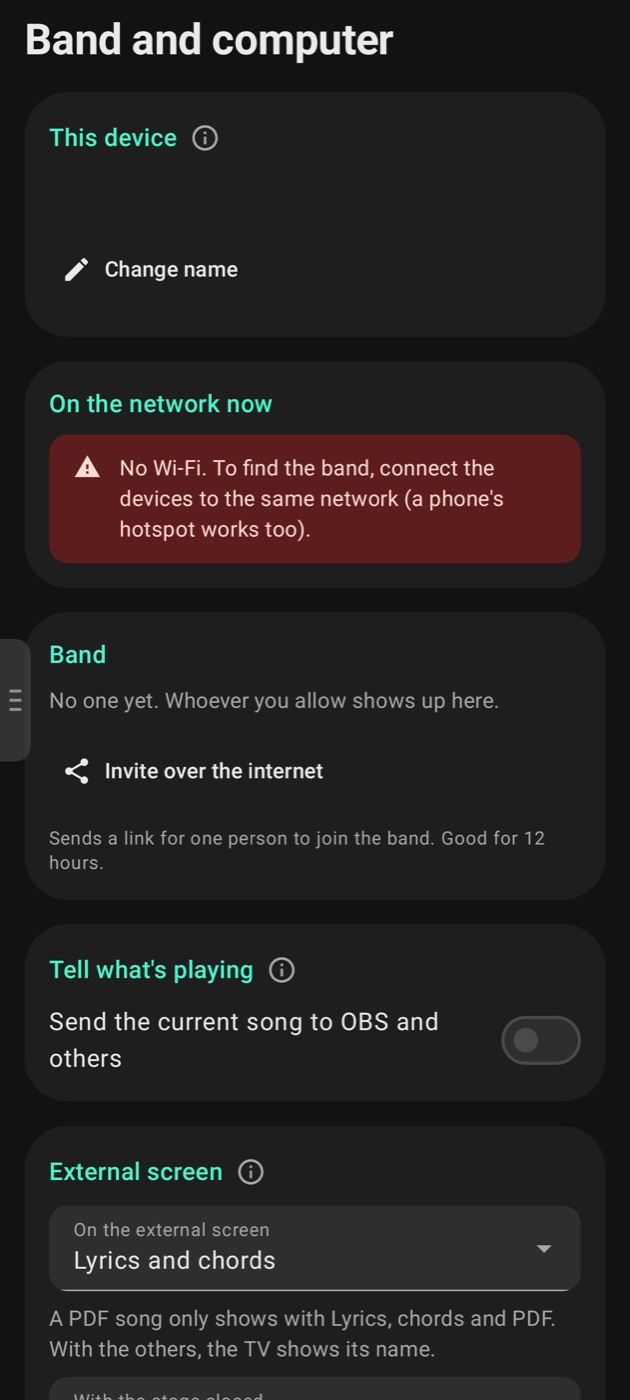 Band and computer
This device
Change name
On the network now
No Wi-Fi. To find the band, connect the
devices to the same network (a phone's
hotspot works too).
Band
No one yet. Whoever you allow shows up here.
Invite over the internet
Sends a link for one person to join the band. Good for 12
hours.
Tell what's playing
Send the current song to OBS and
others
External screen
On the external screen
Lyrics and chords
A PDF song only shows with Lyrics, chords and PDF.
With the others, the TV shows its name.
With the stage closed